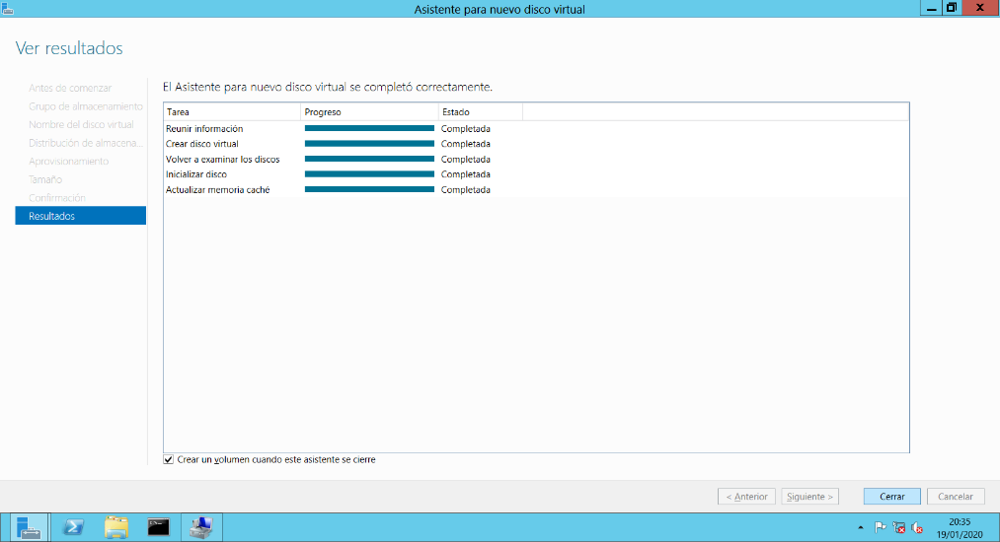 Asistente para nuevo disco virtual
Ver resultados
Antes de comenzar
Grupo de almacenamiento
Nombre del disco virtual
Distribución de almacena...
Aprovisionamiento
Tamaño
Confirmación
Resultados
El Asistente para nuevo disco virtual se completó correctamente.
Tarea Progreso Estado
Reunir información Completada
Crear disco virtual Completada
Volver a examinar los discos Completada
Inicializar disco Completada
Actualizar memoria caché Completada
Crear un volumen cuando este asistente se cierre
< Anterior Siguiente > Cerrar Cancelar
20:35
19/01/2020